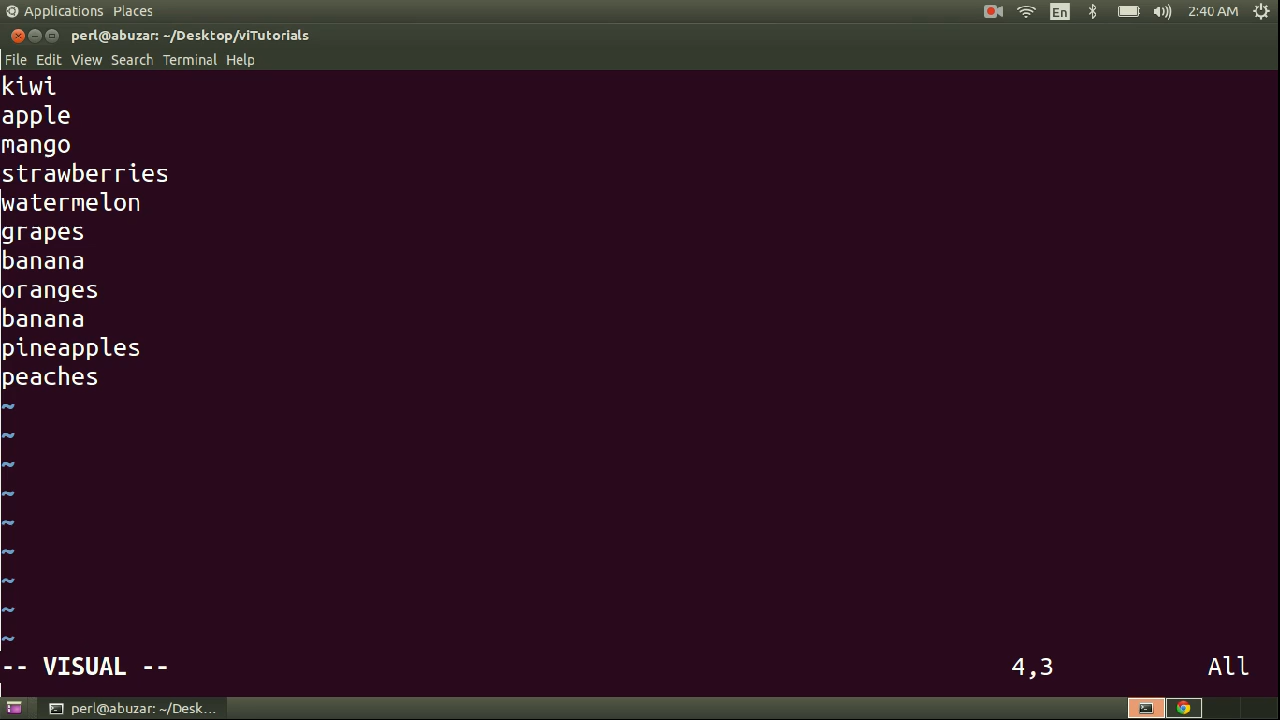 Applications Places En 2:40 AM
perl@abuzar: ~/Desktop/viTutorials
File Edit View Search Terminal Help
kiwi
apple
mango
strawberries
watermelon
grapes
banana
oranges
banana
pineapples
peaches
~
~
~
~
~
~
~
~
~
-- VISUAL -- 4,3 All
perl@abuzar: ~/Desk...